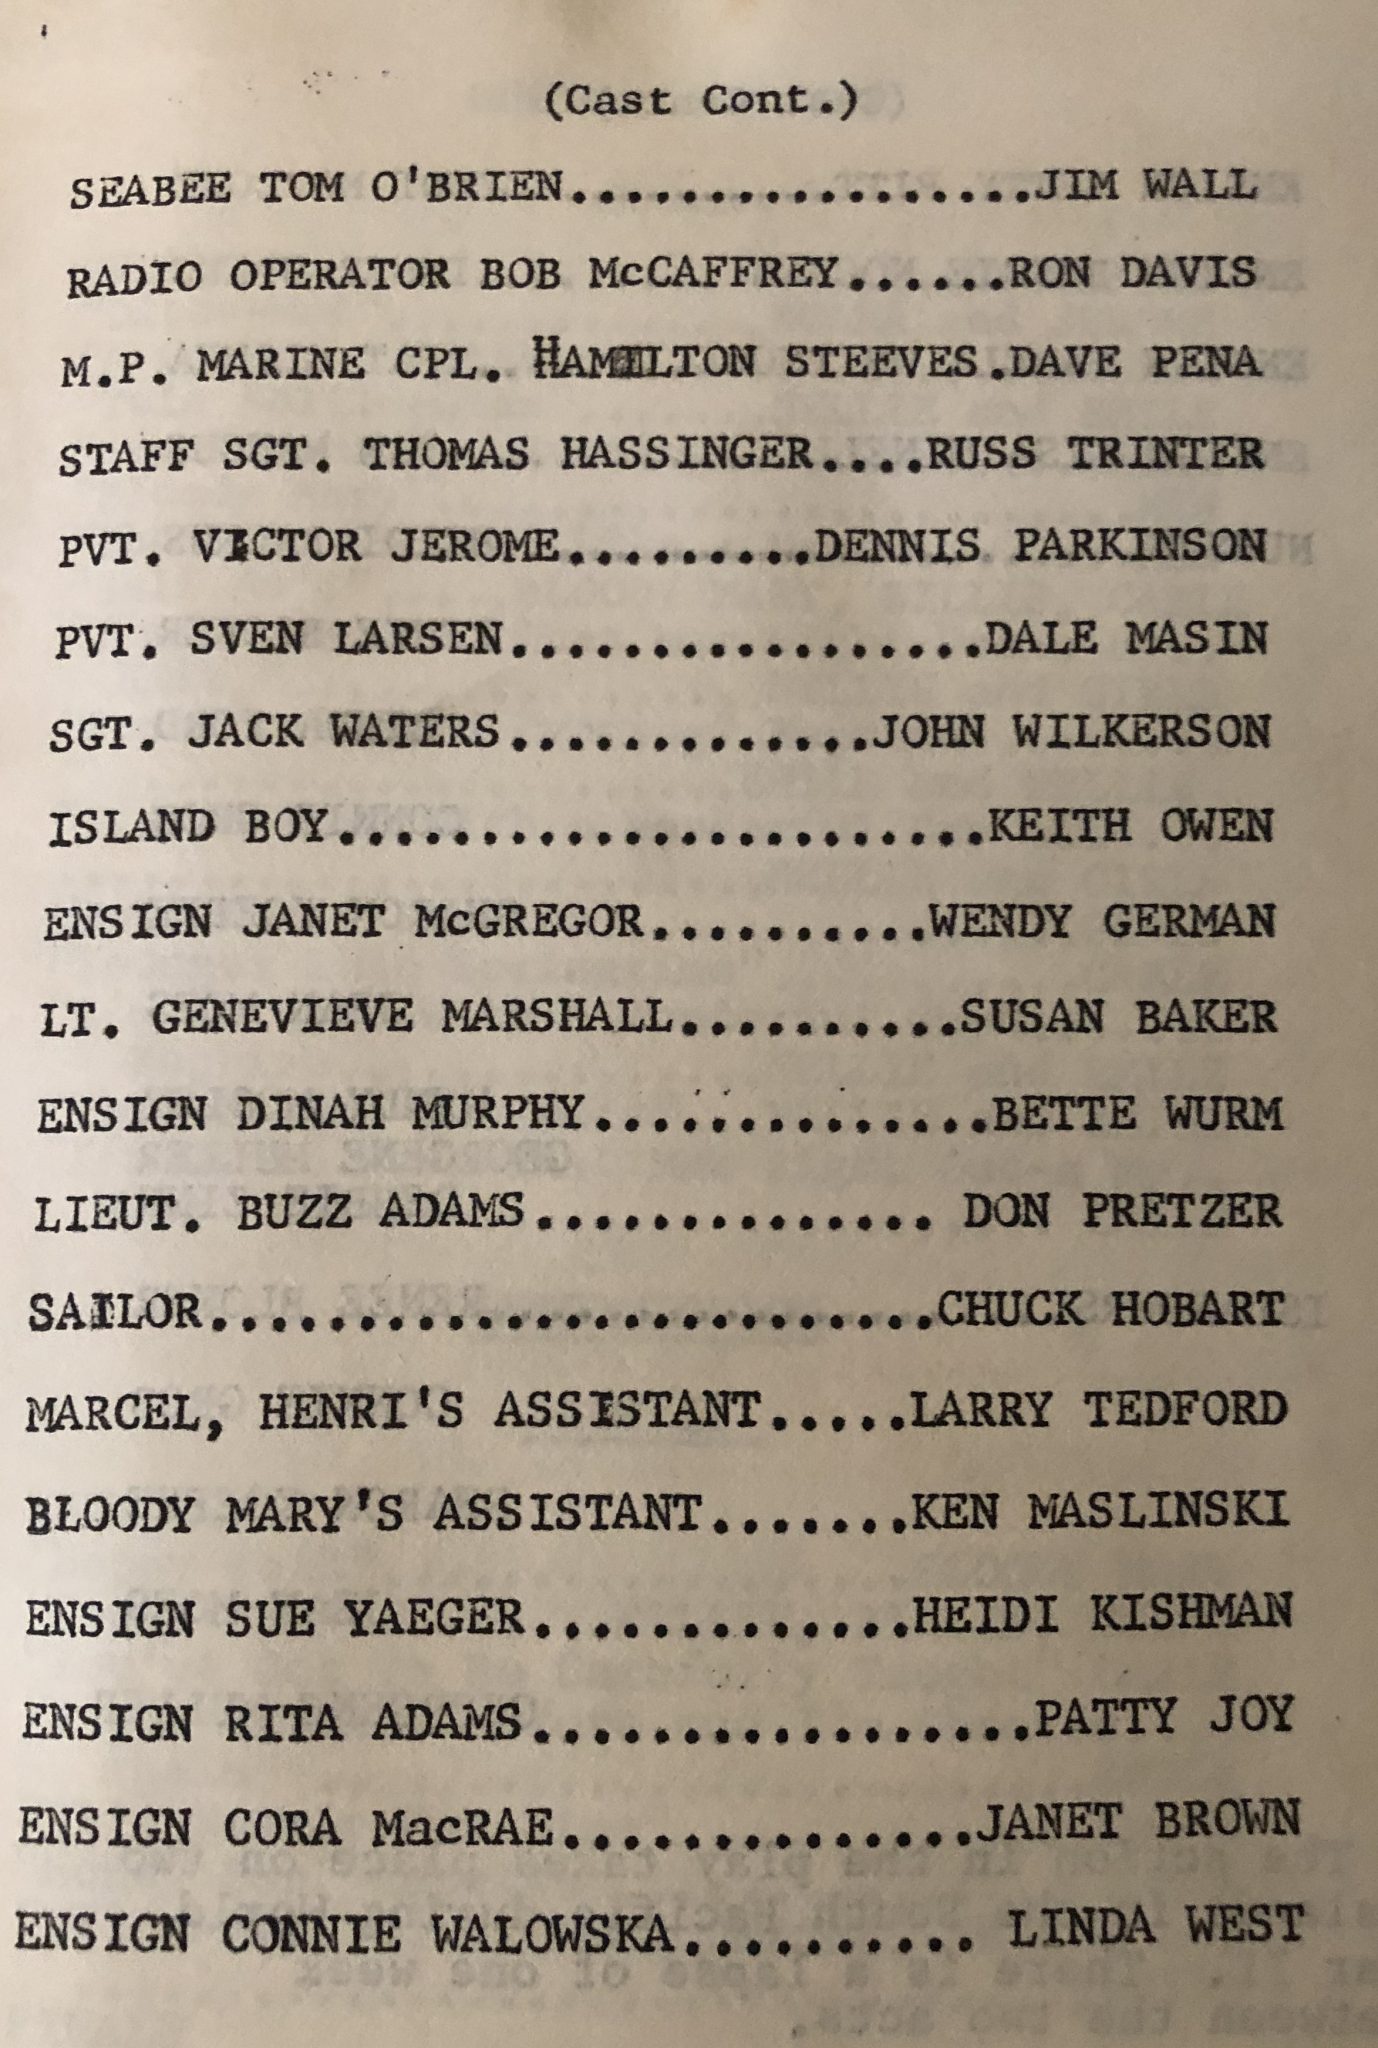 (Cast Cont.)
SEABEE TOM O'BRIEN.................JIM WALL
RADIO OPERATOR BOB McCAFFREY......RON DAVIS
M.P. MARINE CPL. HAMILTON STEEVES.DAVE PENA
STAFF SGT. THOMAS HASSINGER....RUSS TRINTER
PVT. VICTOR JEROME.........DENNIS PARKINSON
PVT. SVEN LARSEN.................DALE MASIN
SGT. JACK WATERS.............JOHN WILKERSON
ISLAND BOY.......................KEITH OWEN
ENSIGN JANET McGREGOR..........WENDY GERMAN
LT. GENEVIEVE MARSHALL..........SUSAN BAKER
ENSIGN DINAH MURPHY..............BETTE WURM
LIEUT. BUZZ ADAMS.............. DON PRETZER
SAILOR.........................CHUCK HOBART
MARCEL, HENRI'S ASSISTANT.....LARRY TEDFORD
BLOODY MARY'S ASSISTANT.......KEN MASLINSKI
ENSIGN SUE YAEGER.............HEIDI KISHMAN
ENSIGN RITA ADAMS.................PATTY JOY
ENSIGN CORA MacRAE..............JANET BROWN
ENSIGN CONNIE WALOWSKA.......... LINDA WEST